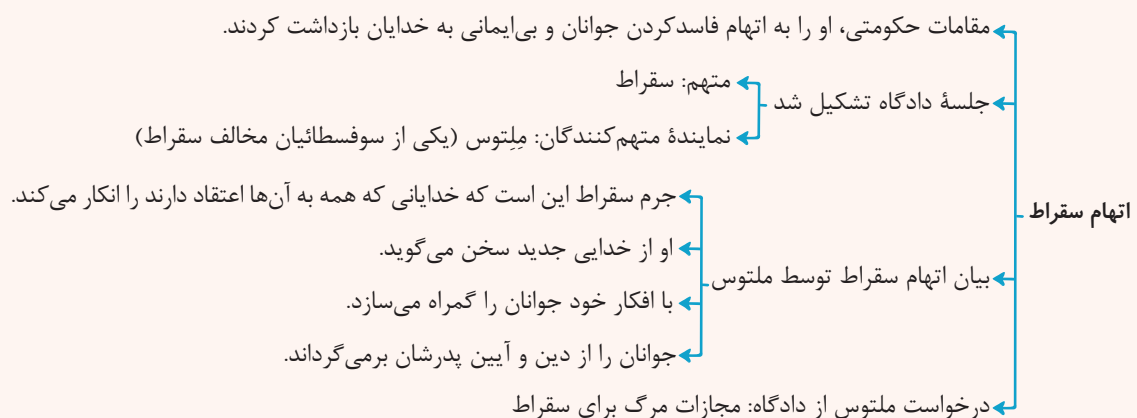 اتهام سقراط
مقامات حکومتی، او را به اتهام فاسدکردن جوانان و بی‌ایمانی به خدایان بازداشت کردند.
جلسهٔ دادگاه تشکیل شد
متهم: سقراط
نمایندهٔ متهم‌کنندگان: مِلِتوس (یکی از سوفسطائیان مخالف سقراط)
بیان اتهام سقراط توسط ملتوس
جرم سقراط این است که خدایانی که همه به آن‌ها اعتقاد دارند را انکار می‌کند.
او از خدایی جدید سخن می‌گوید.
با افکار خود جوانان را گمراه می‌سازد.
جوانان را از دین و آیین پدرشان برمی‌گرداند.
درخواست ملتوس از دادگاه: مجازات مرگ برای سقراط